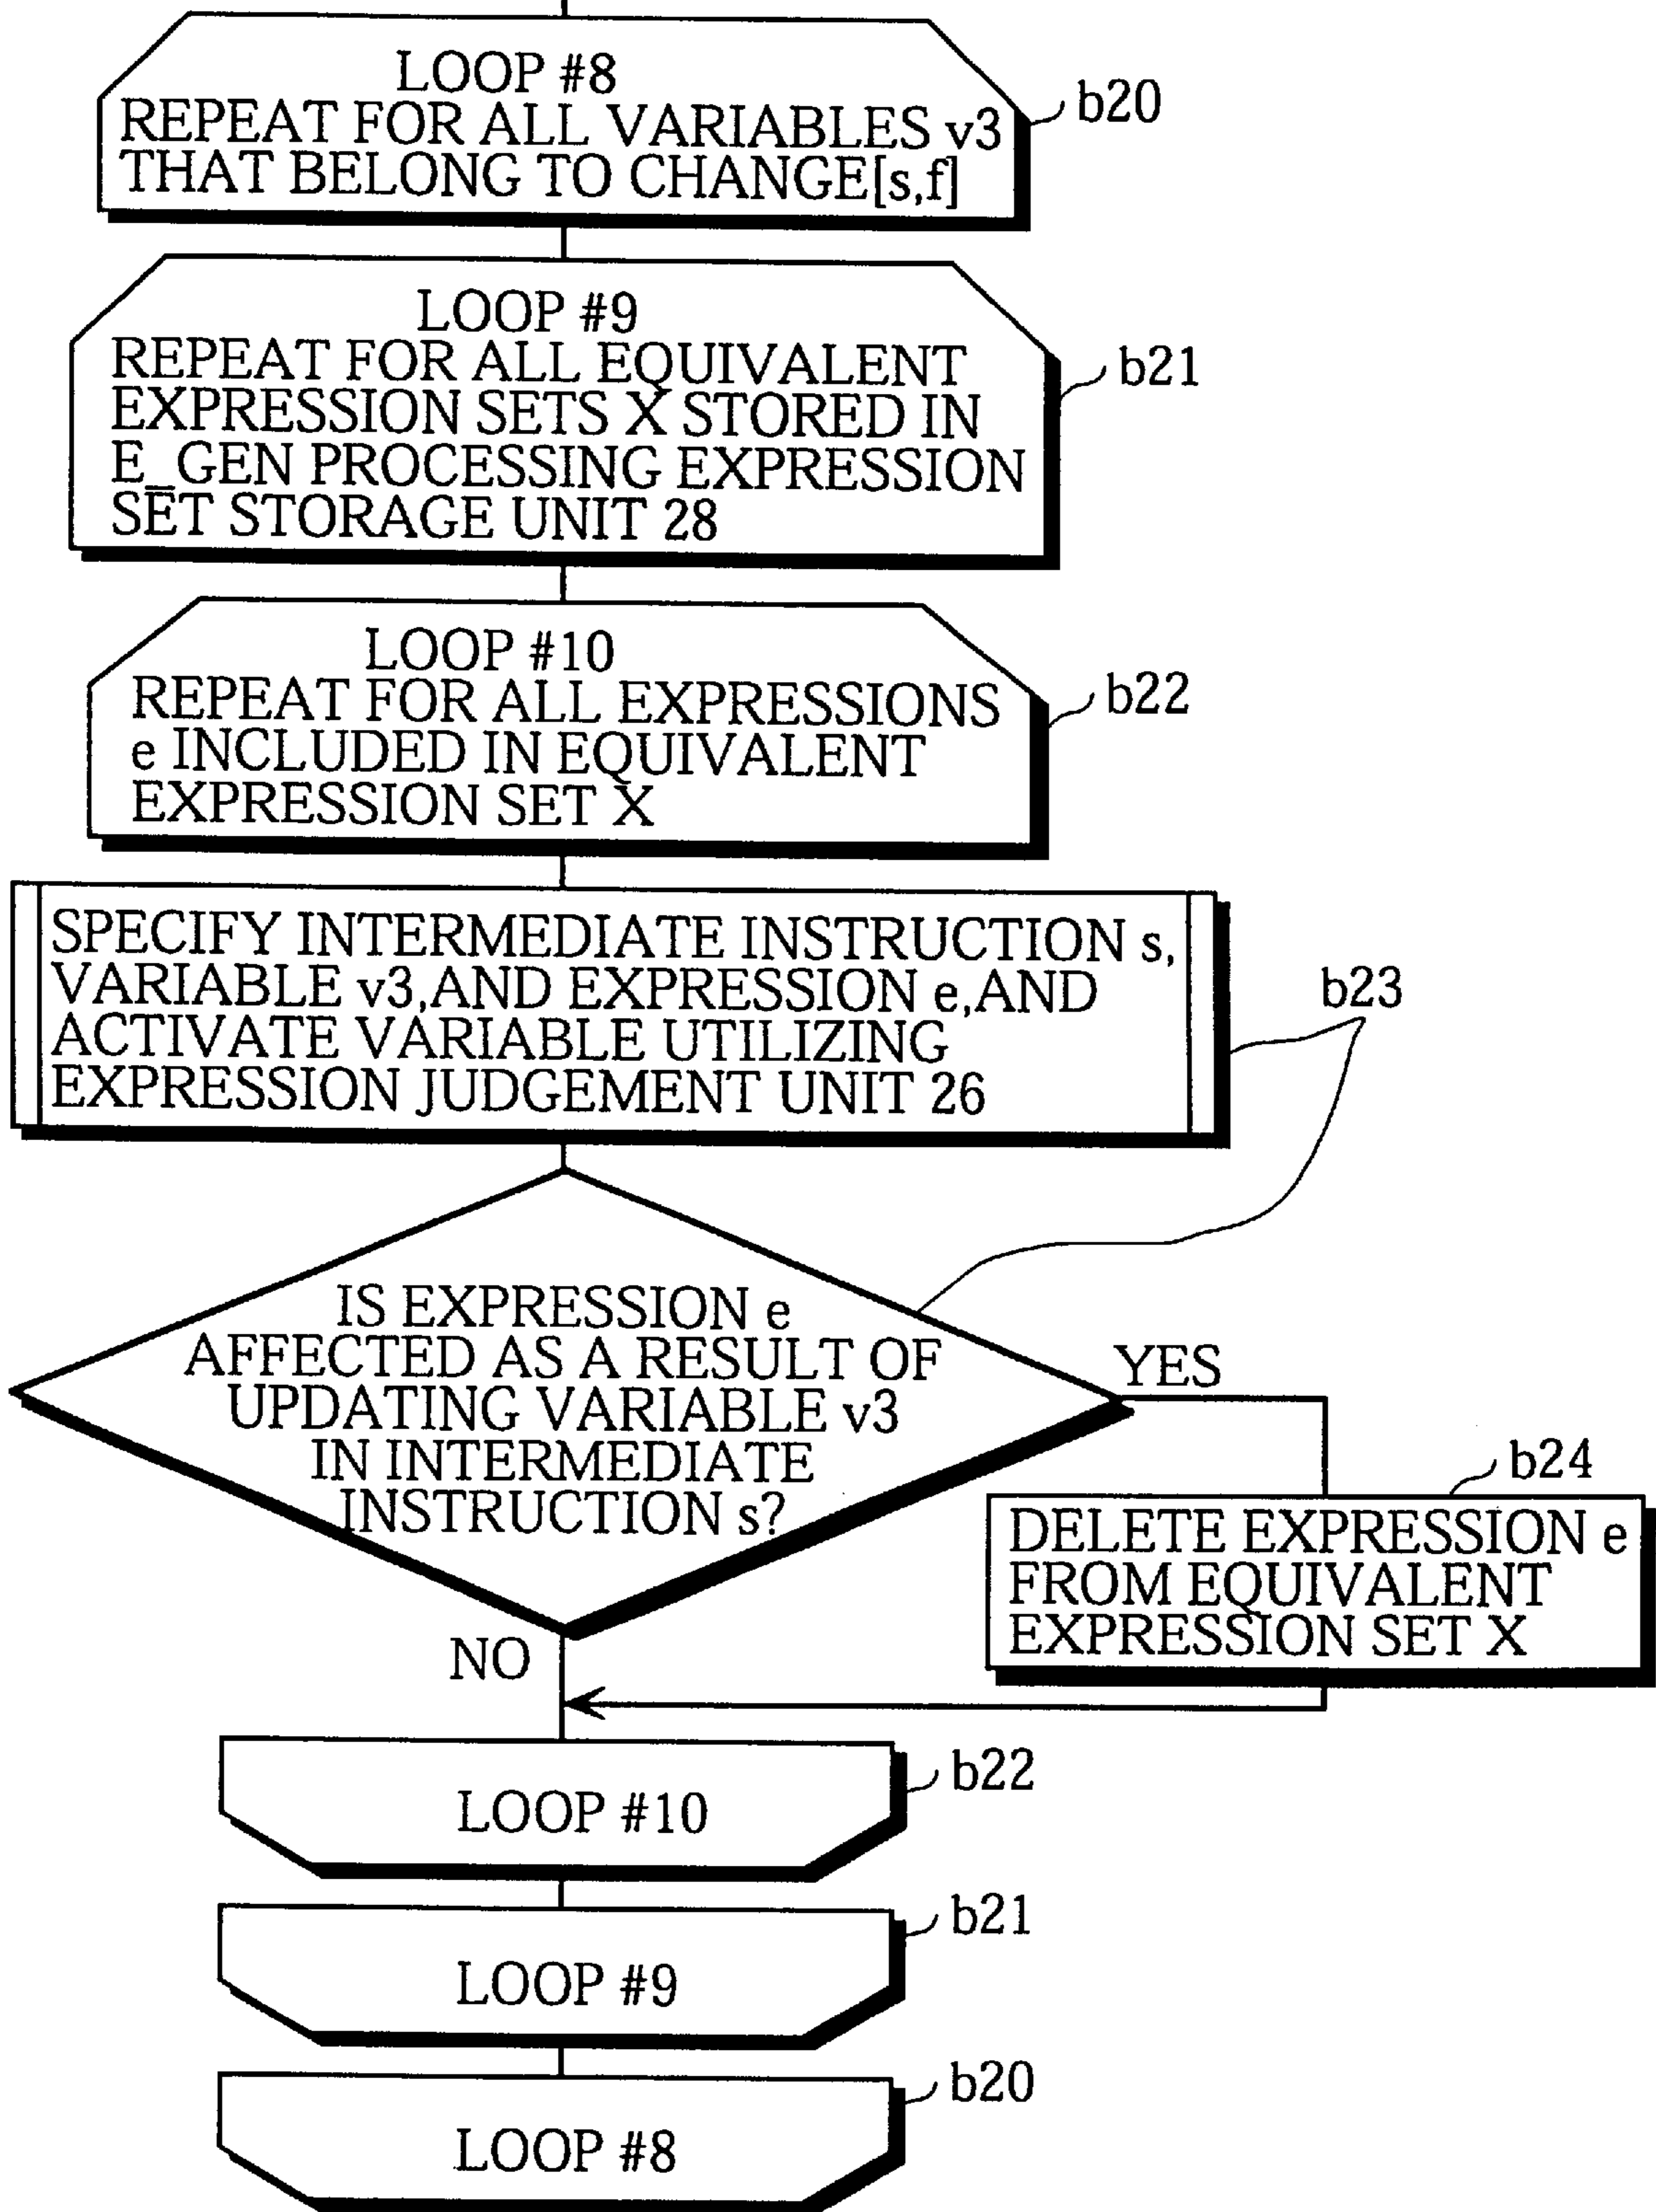 LOOP #8
REPEAT FOR ALL VARIABLES v3
THAT BELONG TO CHANGE[s,f]
b20
LOOP #9
REPEAT FOR ALL EQUIVALENT
EXPRESSION SETS X STORED IN
E_GEN PROCESSING EXPRESSION
SET STORAGE UNIT 28
b21
LOOP #10
REPEAT FOR ALL EXPRESSIONS
e INCLUDED IN EQUIVALENT
EXPRESSION SET X
b22
SPECIFY INTERMEDIATE INSTRUCTION s,
VARIABLE v3,AND EXPRESSION e,AND
ACTIVATE VARIABLE UTILIZING
EXPRESSION JUDGEMENT UNIT 26
b23
IS EXPRESSION e
AFFECTED AS A RESULT OF
UPDATING VARIABLE v3
IN INTERMEDIATE
INSTRUCTION s?
YES
b24
DELETE EXPRESSION e
FROM EQUIVALENT
EXPRESSION SET X
NO
LOOP #10
b22
LOOP #9
b21
LOOP #8
b20